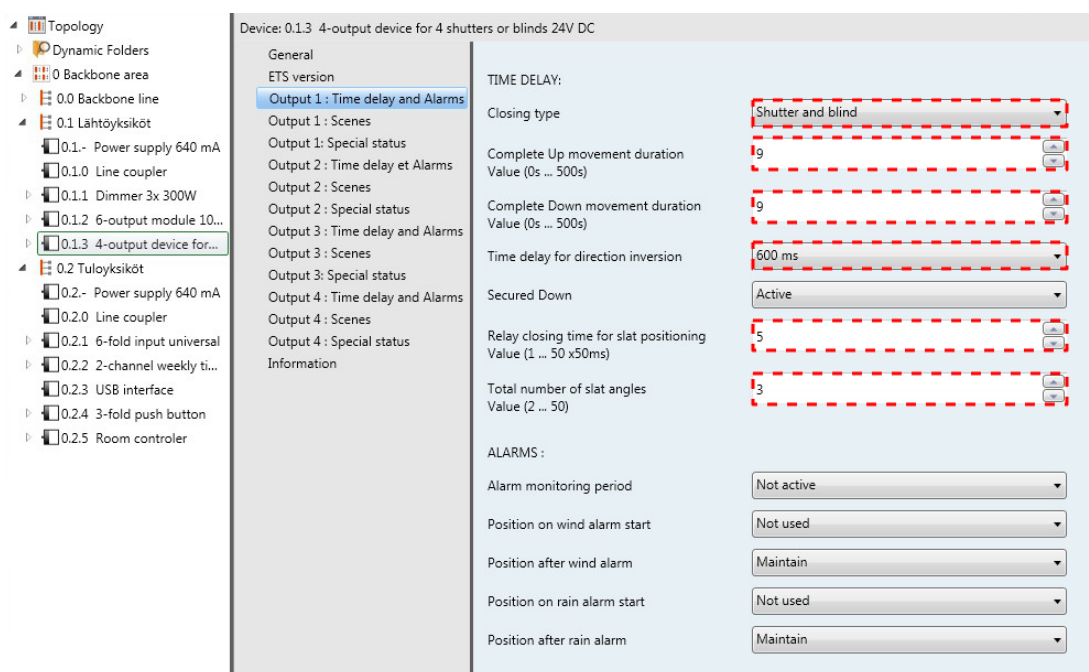 Topology
Dynamic Folders
0 Backbone area
0.0 Backbone line
0.1 Lähtöyksiköt
0.1.- Power supply 640 mA
0.1.0 Line coupler
0.1.1 Dimmer 3x 300W
0.1.2 6-output module 10...
0.1.3 4-output device for...
0.2 Tuloyksiköt
0.2.- Power supply 640 mA
0.2.0 Line coupler
0.2.1 6-fold input universal
0.2.2 2-channel weekly ti...
0.2.3 USB interface
0.2.4 3-fold push button
0.2.5 Room controler
Device: 0.1.3 4-output device for 4 shutters or blinds 24V DC
General
ETS version
Output 1 : Time delay and Alarms
Output 1 : Scenes
Output 1: Special status
Output 2 : Time delay et Alarms
Output 2 : Scenes
Output 2 : Special status
Output 3 : Time delay and Alarms
Output 3 : Scenes
Output 3: Special status
Output 4 : Time delay and Alarms
Output 4 : Scenes
Output 4 : Special status
Information
TIME DELAY:
Closing type Shutter and blind
Complete Up movement duration 9
Value (0s ... 500s)
Complete Down movement duration 9
Value (0s ... 500s)
Time delay for direction inversion 600 ms
Secured Down Active
Relay closing time for slat positioning 5
Value (1 ... 50 x50ms)
Total number of slat angles 3
Value (2 ... 50)
ALARMS :
Alarm monitoring period Not active
Position on wind alarm start Not used
Position after wind alarm Maintain
Position on rain alarm start Not used
Position after rain alarm Maintain